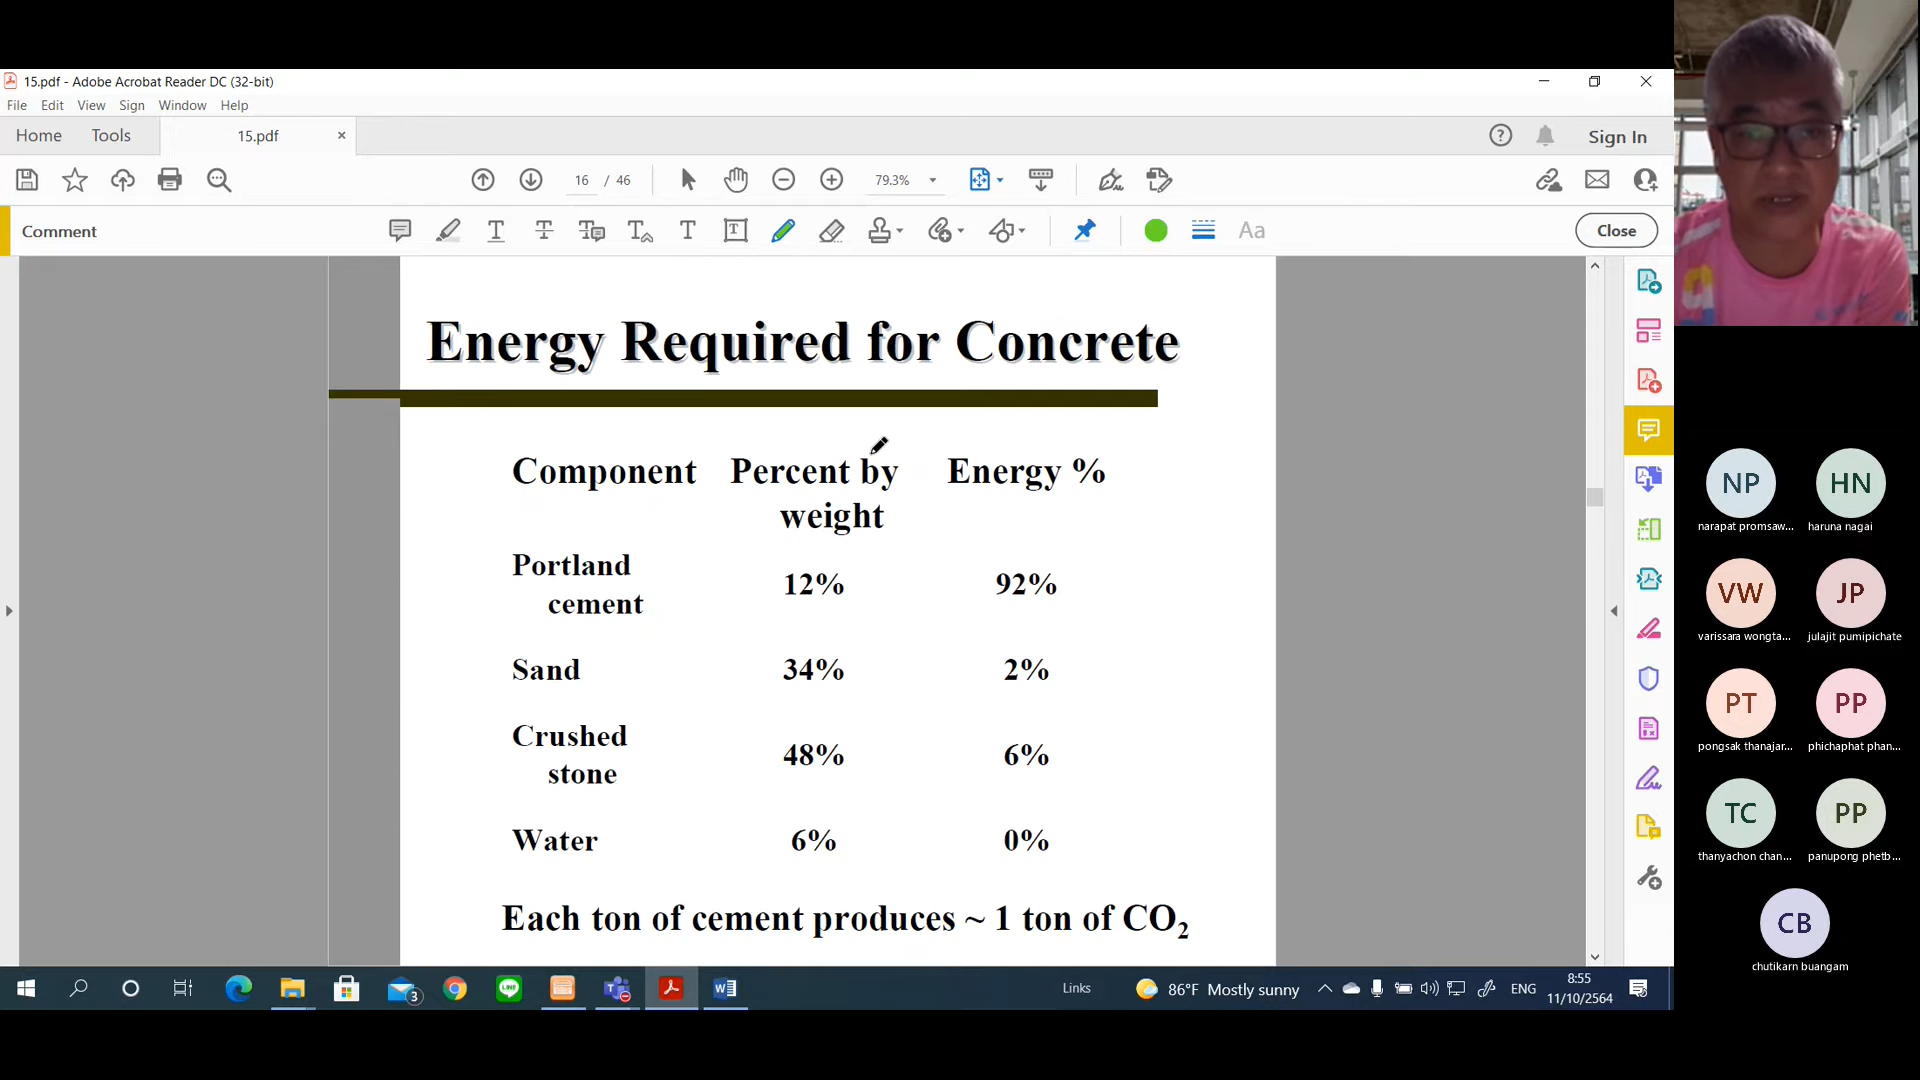 15.pdf - Adobe Acrobat Reader DC (32-bit)
File Edit View Sign Window Help
Home Tools 15.pdf × Sign In
16 / 46 79.3%
Comment Aa Close
Energy Required for Concrete
Component Percent by weight Energy %
Portland cement 12% 92%
Sand 34% 2%
Crushed stone 48% 6%
Water 6% 0%
Each ton of cement produces ~ 1 ton of CO₂
NP HN
narapat promsaw... haruna nagai
VW JP
varissara wongta... julajit pumipichate
PT PP
pongsak thanajar... phichaphat phan...
TC PP
thanyachon chan... panupong phetb...
CB
chutikarn buangam
3 LINE Links 86°F Mostly sunny ENG 8:55
11/10/2564